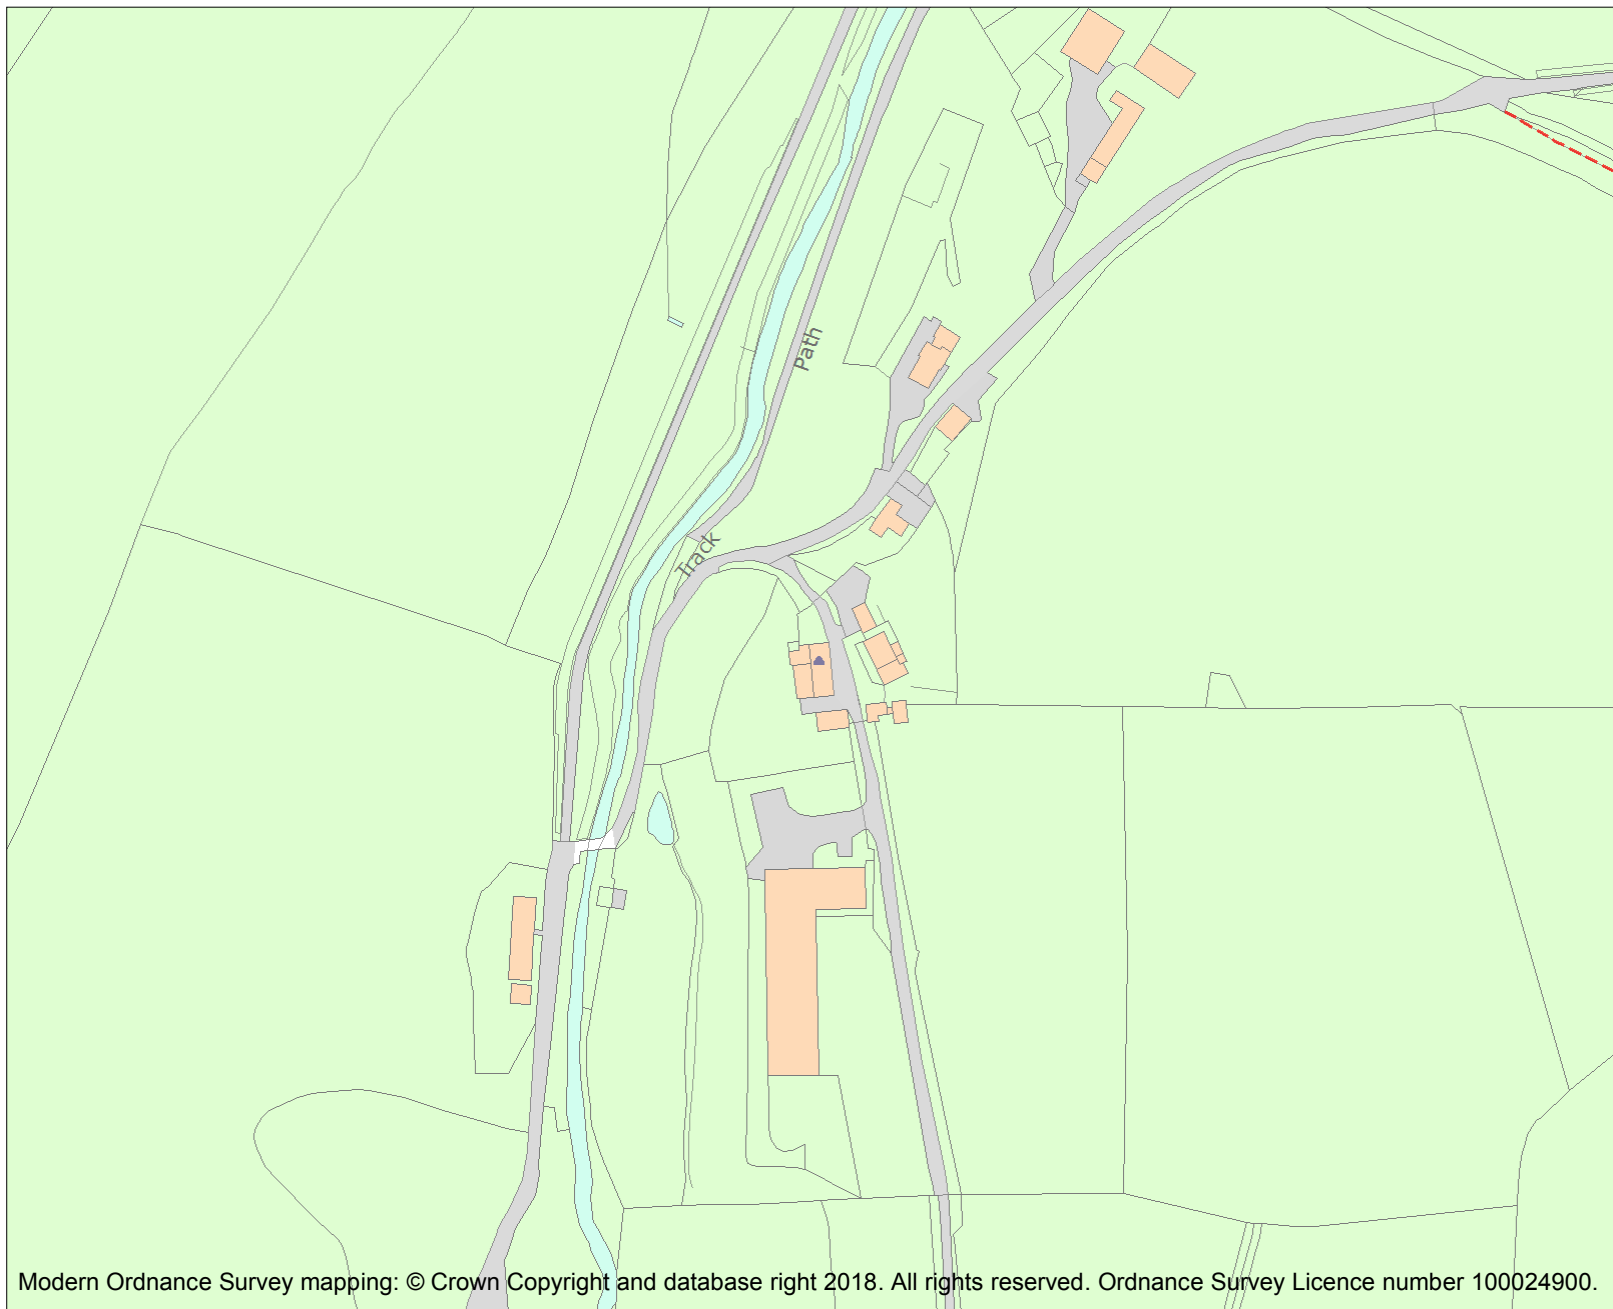 Path
Track
Modern Ordnance Survey mapping: © Crown Copyright and database right 2018. All rights reserved. Ordnance Survey Licence number 100024900.